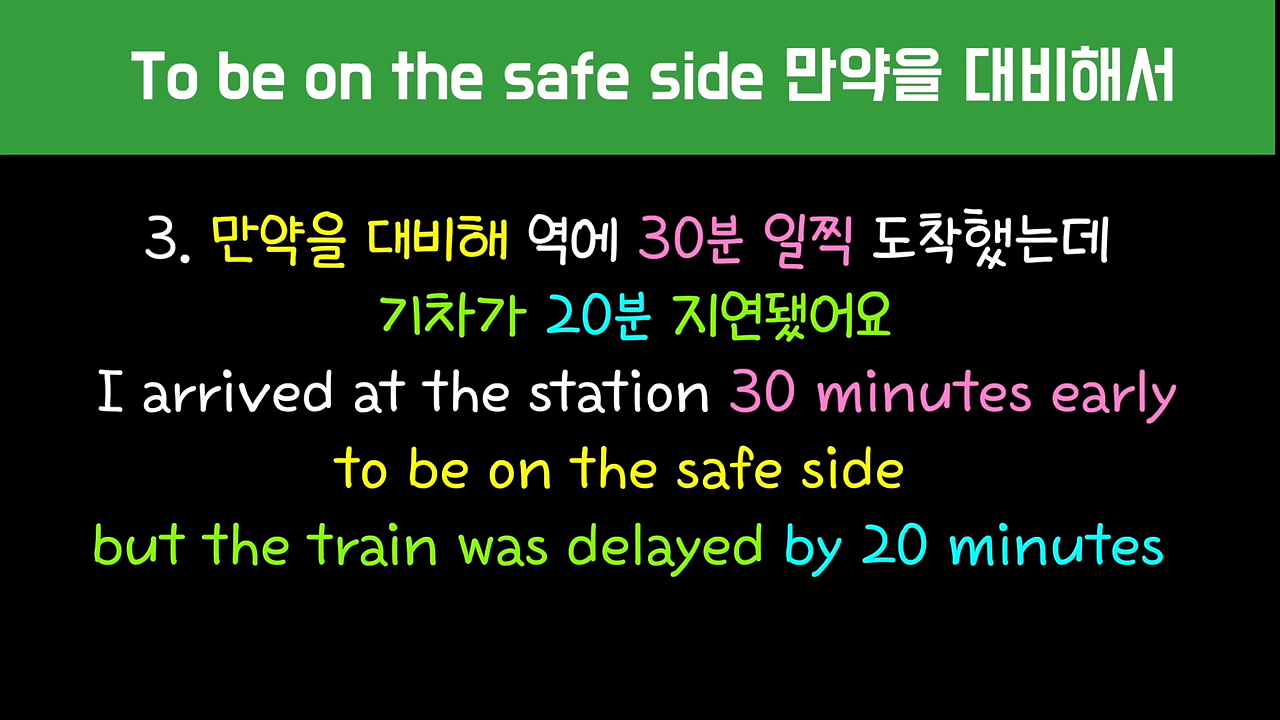 To be on the safe side 만약을 대비해서
3. 만약을 대비해 역에 30분 일찍 도착했는데
기차가 20분 지연됐어요
I arrived at the station 30 minutes early
to be on the safe side
but the train was delayed by 20 minutes